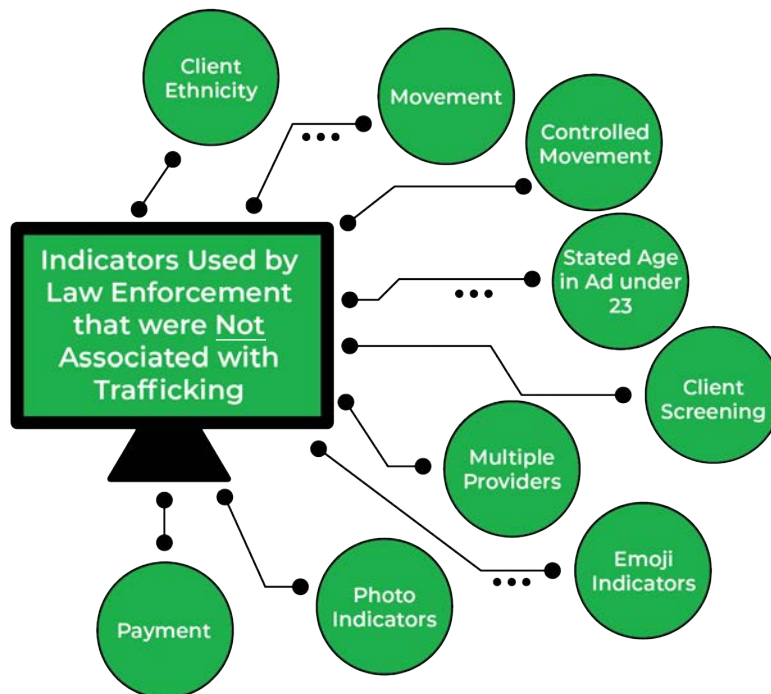 Client
Ethnicity
Movement
Controlled
Movement
Indicators Used by
Law Enforcement
that were Not
Associated with
Trafficking
Stated Age
in Ad under
23
Client
Screening
Multiple
Providers
Emoji
Indicators
Photo
Indicators
Payment